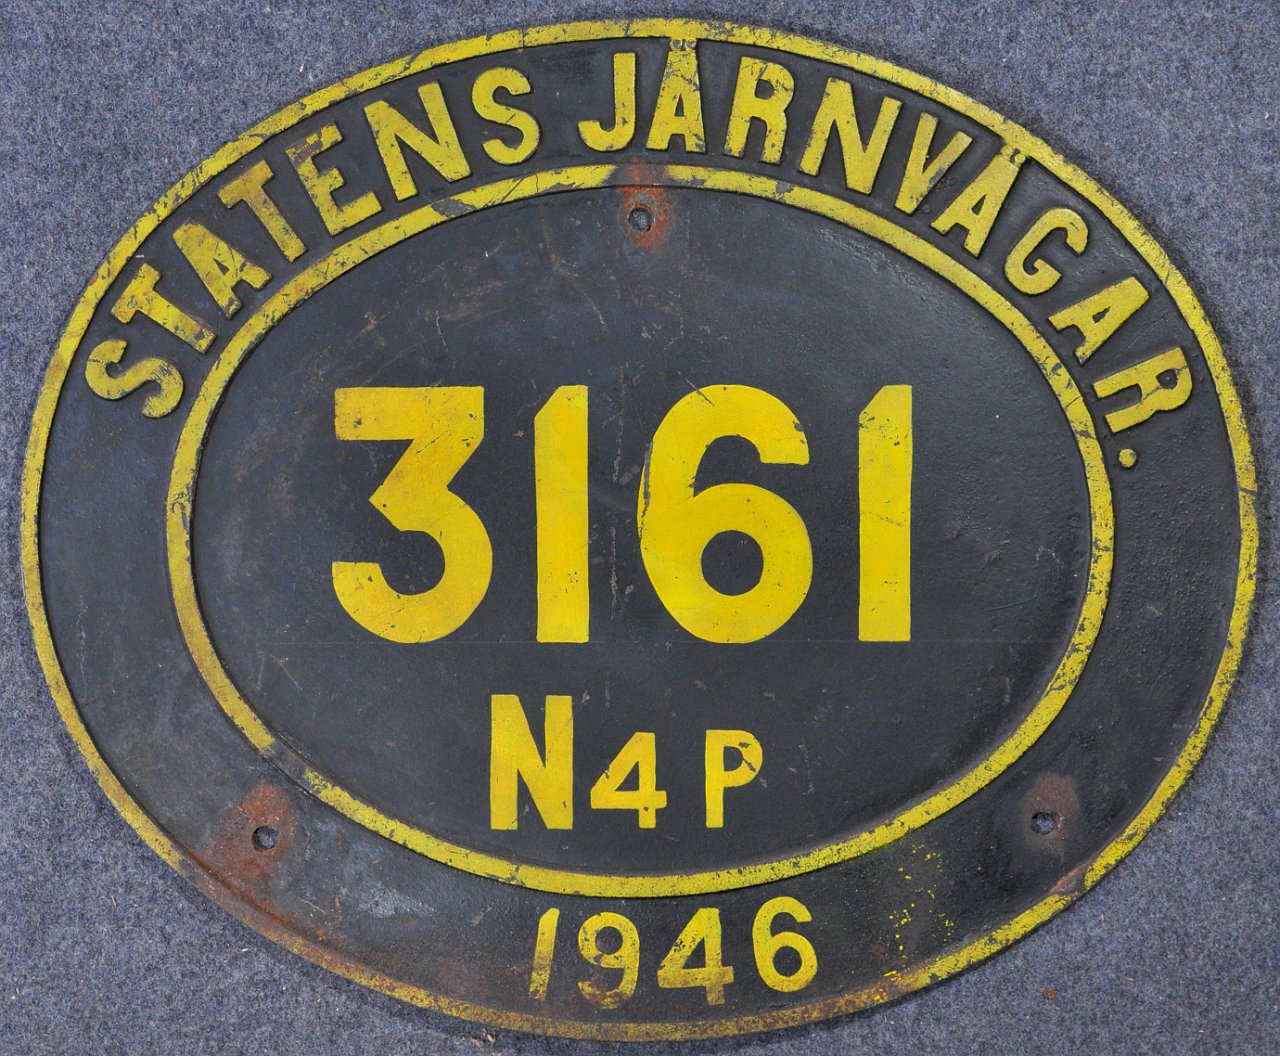 STATENS JÄRNVÄGAR.
3161
N4P
1946